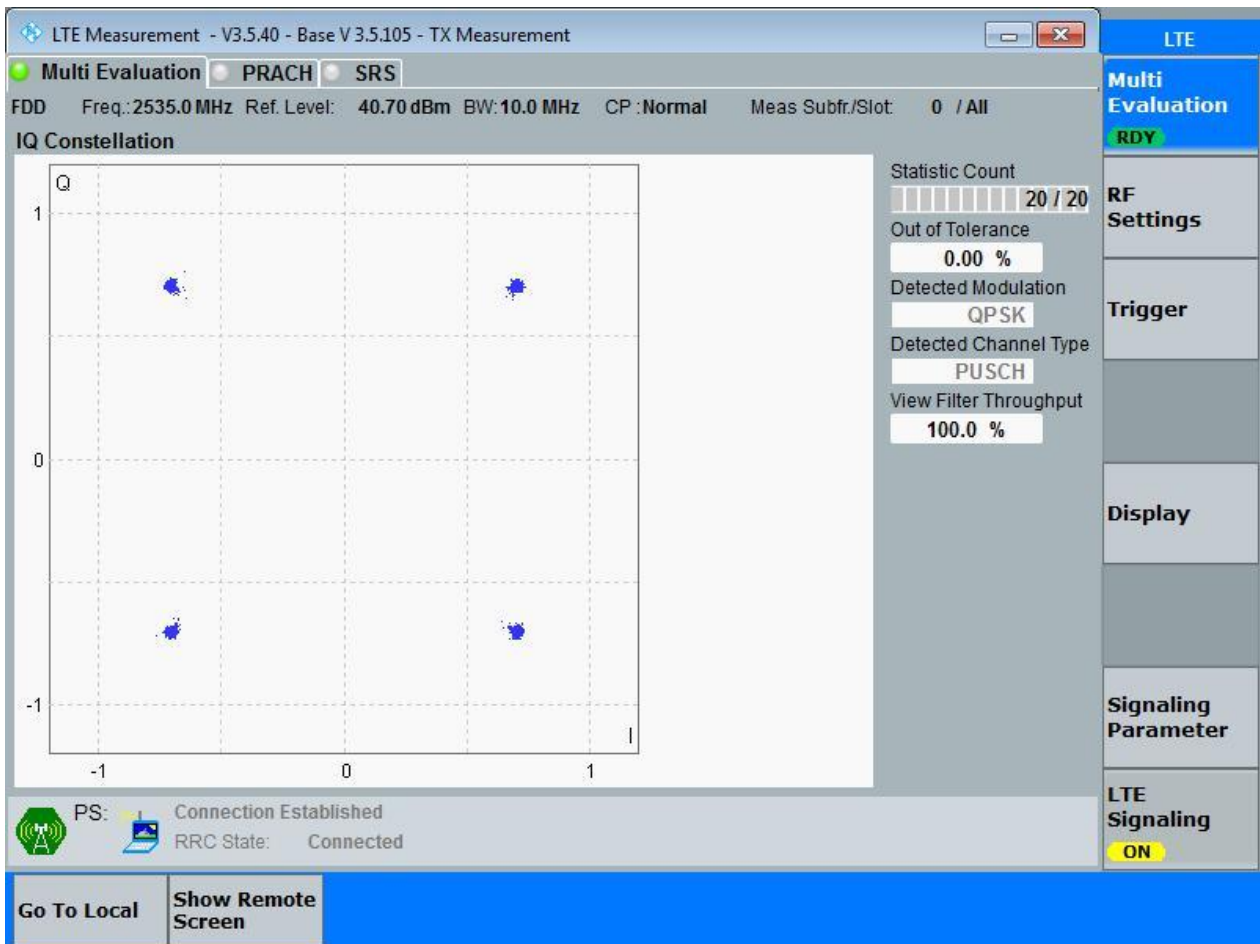 LTE Measurement - V3.5.40 - Base V 3.5.105 - TX Measurement
LTE
Multi Evaluation PRACH SRS
Multi
Evaluation
RDY
FDD Freq.: 2535.0 MHz Ref. Level: 40.70 dBm BW: 10.0 MHz CP : Normal Meas Subfr./Slot: 0 / All
IQ Constellation
Q
1
0
-1
I
-1 0 1
Statistic Count
20 / 20
Out of Tolerance
0.00 %
Detected Modulation
QPSK
Detected Channel Type
PUSCH
View Filter Throughput
100.0 %
RF
Settings
Trigger
Display
Signaling
Parameter
LTE
Signaling
ON
PS: Connection Established
RRC State: Connected
Go To Local
Show Remote
Screen